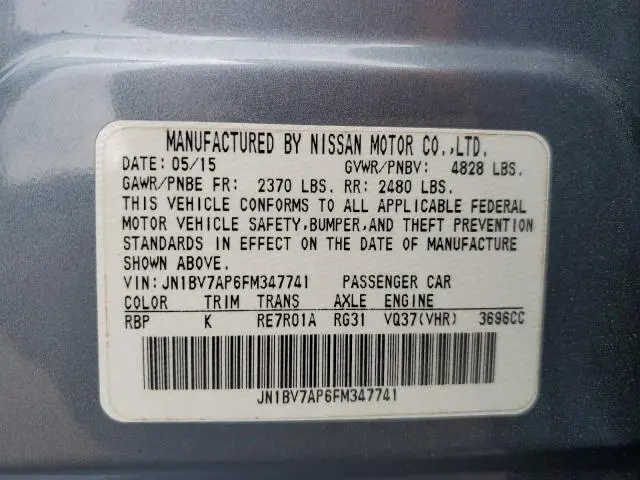 MANUFACTURED BY NISSAN MOTOR CO.,LTD.
DATE: 05/15 GVWR/PNBV: 4828 LBS.
GAWR/PNBE FR: 2370 LBS. RR: 2480 LBS.
THIS VEHICLE CONFORMS TO ALL APPLICABLE FEDERAL
MOTOR VEHICLE SAFETY,BUMPER,AND THEFT PREVENTION
STANDARDS IN EFFECT ON THE DATE OF MANUFACTURE
SHOWN ABOVE.
VIN:JN1BV7AP6FM347741 PASSENGER CAR
COLOR TRIM TRANS AXLE ENGINE
RBP K RE7R01A RG31 VQ37(VHR) 3696CC
JN1BV7AP6FM347741